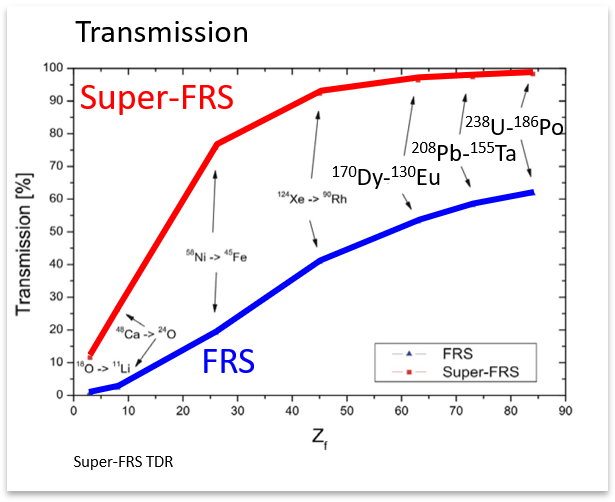 Transmission
100
90
80
70
60
50
40
30
20
10
0
Transmission [%]
Super-FRS
²³⁸U-¹⁸⁶Po
²⁰⁸Pb-¹⁵⁵Ta
¹⁷⁰Dy-¹³⁰Eu
¹²⁴Xe -> ⁹⁰Rh
⁵⁸Ni -> ⁴⁵Fe
⁴⁸Ca -> ²⁴O
¹⁸O -> ¹¹Li
FRS
FRS
Super-FRS
0 10 20 30 40 50 60 70 80 90
Z_f
Super-FRS TDR